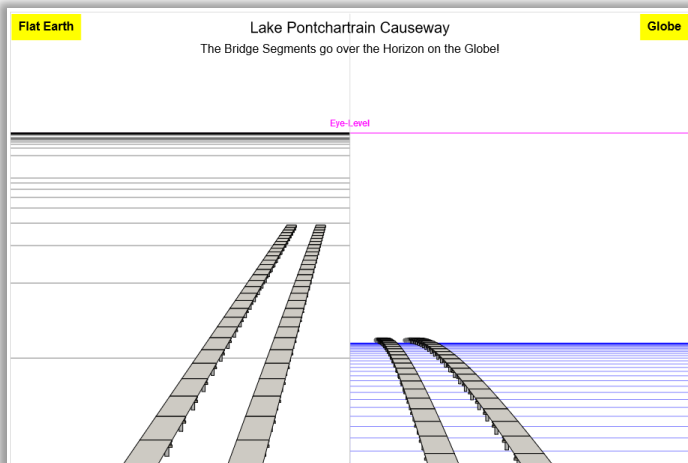 Flat Earth
Lake Pontchartrain Causeway
Globe
The Bridge Segments go over the Horizon on the Globe!
Eye-Level